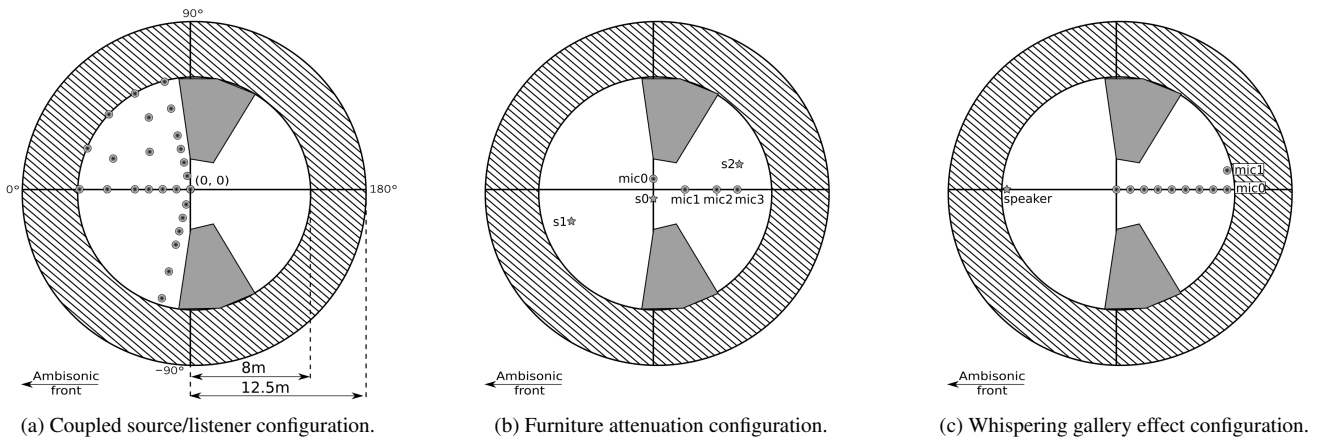 90°
0°
(0, 0)
180°
−90°
8m
12.5m
Ambisonic
front
(a) Coupled source/listener configuration.
s2
mic0
s0
mic1 mic2 mic3
s1
Ambisonic
front
(b) Furniture attenuation configuration.
mic1
mic0
speaker
Ambisonic
front
(c) Whispering gallery effect configuration.